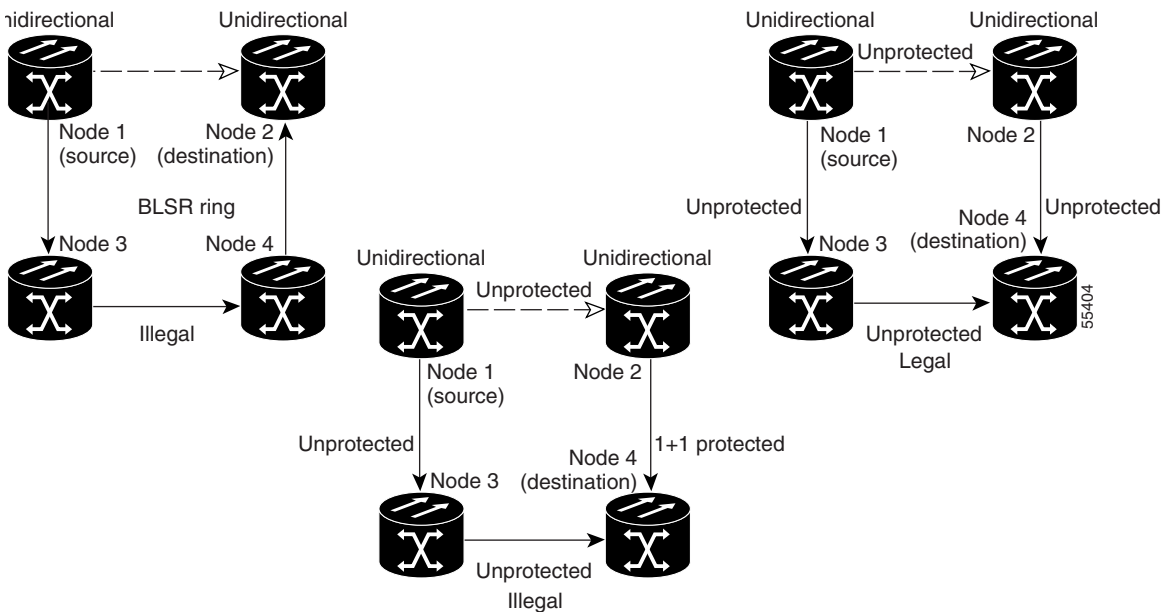 nidirectional
Unidirectional
Node 1
(source)
Node 2
(destination)
BLSR ring
Node 3
Node 4
Illegal
Unidirectional
Unidirectional
Unprotected
Node 1
(source)
Node 2
Unprotected
1+1 protected
Node 3
Node 4
(destination)
Unprotected
Illegal
Unidirectional
Unidirectional
Unprotected
Node 1
(source)
Node 2
Unprotected
Unprotected
Node 3
Node 4
(destination)
Unprotected
Legal
55404